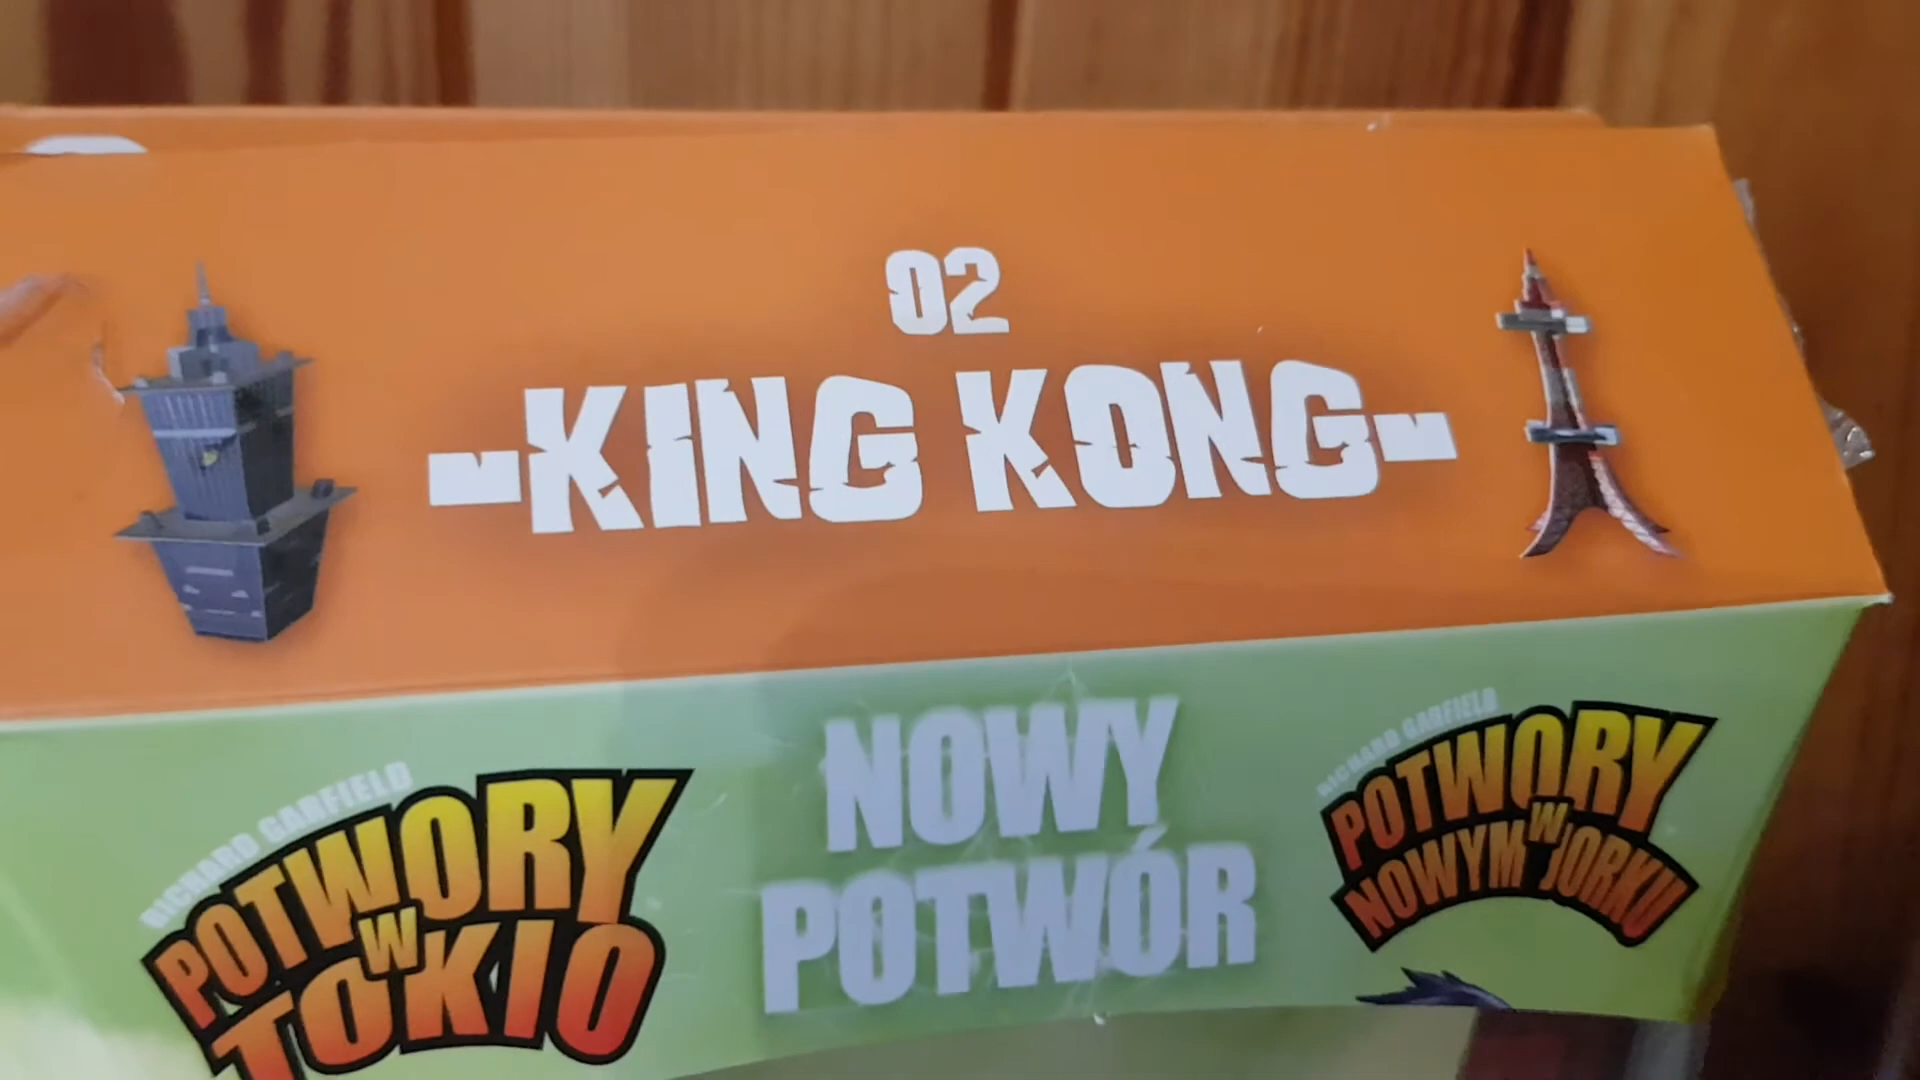 02
-KING KONG-
RICHARD GARFIELD
POTWORY
W
TOKIO
NOWY
POTWÓR
RICHARD GARFIELD
POTWORY
W
NOWYM JORKU